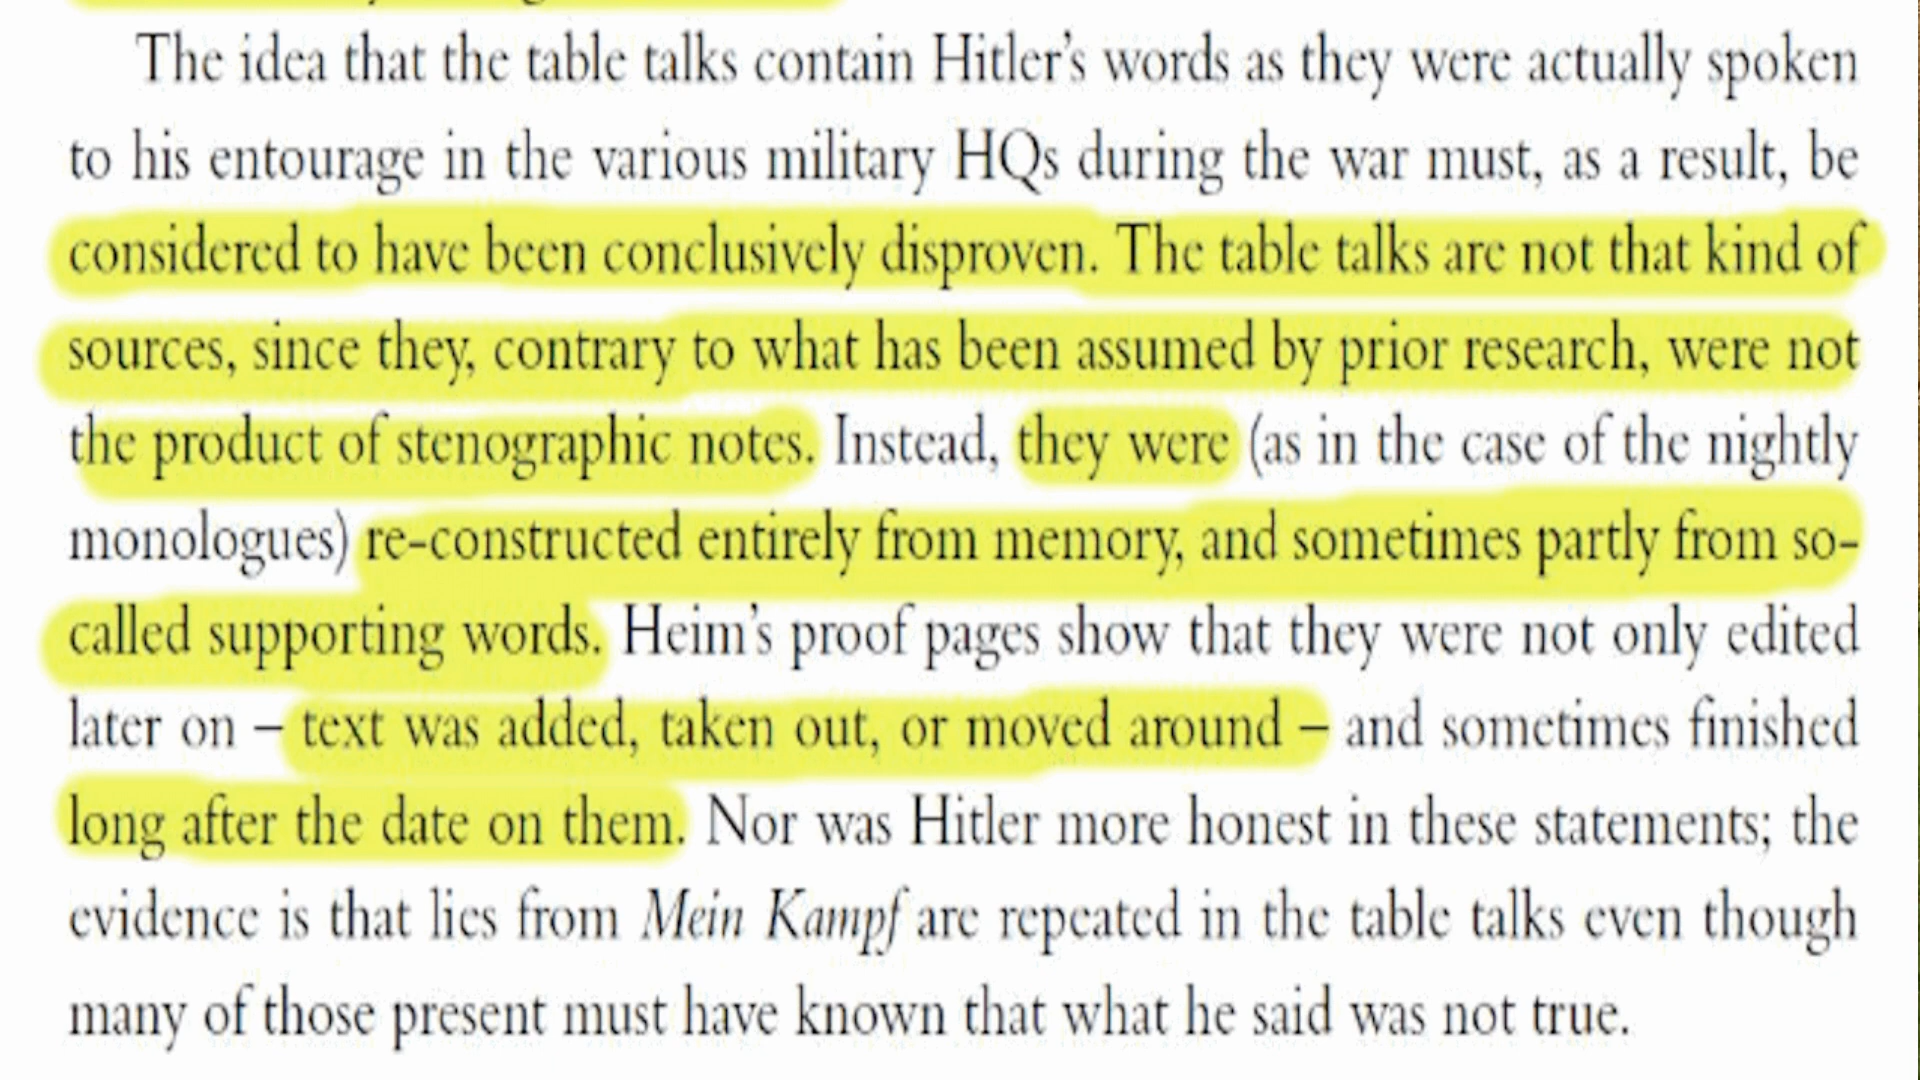 The idea that the table talks contain Hitler's words as they were actually spoken
to his entourage in the various military HQs during the war must, as a result, be
considered to have been conclusively disproven. The table talks are not that kind of
sources, since they, contrary to what has been assumed by prior research, were not
the product of stenographic notes. Instead, they were (as in the case of the nightly
monologues) re-constructed entirely from memory, and sometimes partly from so-
called supporting words. Heim's proof pages show that they were not only edited
later on – text was added, taken out, or moved around – and sometimes finished
long after the date on them. Nor was Hitler more honest in these statements; the
evidence is that lies from Mein Kampf are repeated in the table talks even though
many of those present must have known that what he said was not true.